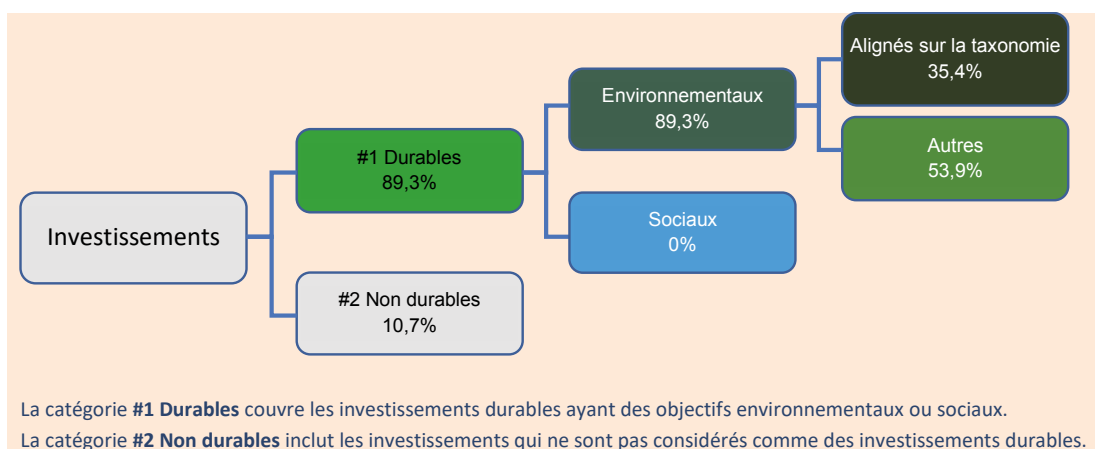 Alignés sur la taxonomie
35,4%
Environnementaux
89,3%
Autres
53,9%
#1 Durables
89,3%
Sociaux
0%
Investissements
#2 Non durables
10,7%
La catégorie #1 Durables couvre les investissements durables ayant des objectifs environnementaux ou sociaux.
La catégorie #2 Non durables inclut les investissements qui ne sont pas considérés comme des investissements durables.